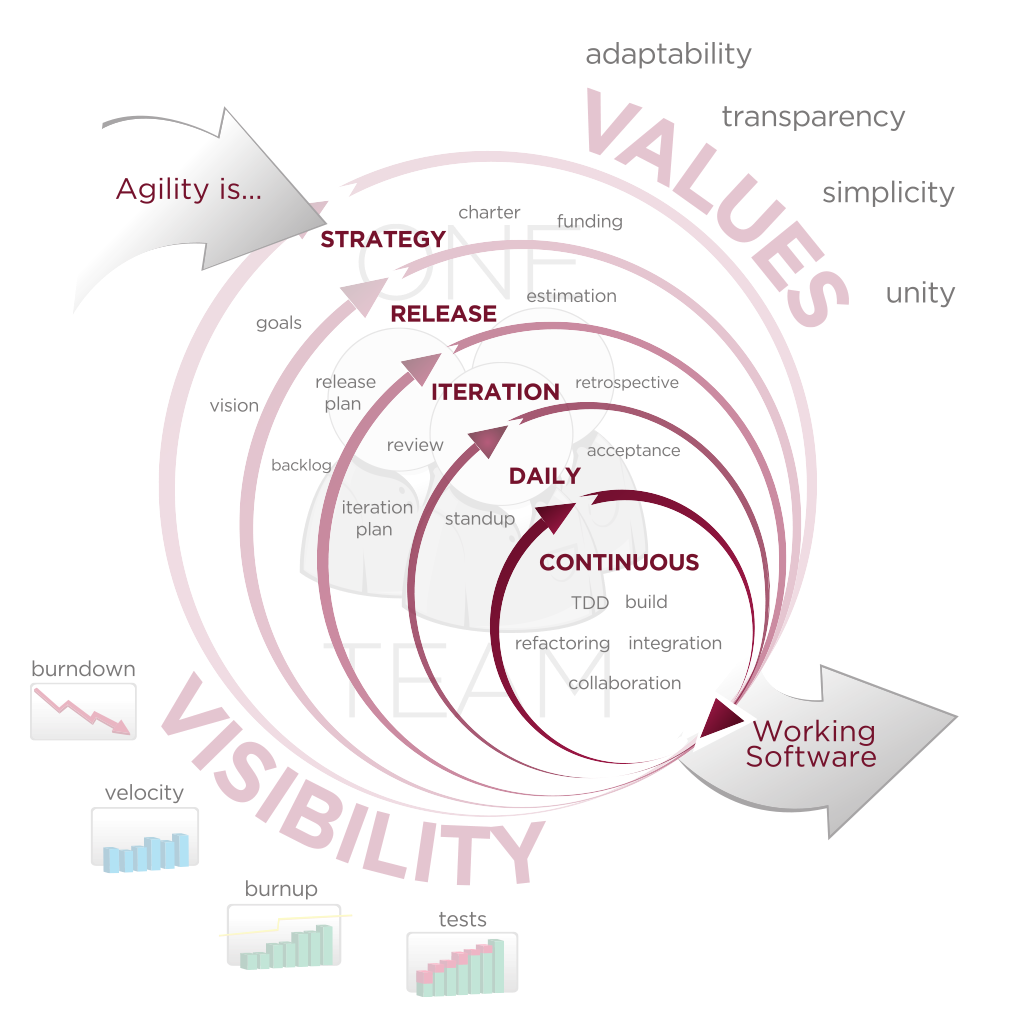 adaptability
VALUES
transparency
Agility is...
simplicity
charter
funding
STRATEGY
ONE
unity
estimation
goals
RELEASE
release
plan
retrospective
ITERATION
vision
review
acceptance
backlog
DAILY
iteration
plan
standup
CONTINUOUS
TDD build
refactoring integration
collaboration
TEAM
burndown
VISIBILITY
Working
Software
velocity
burnup
tests